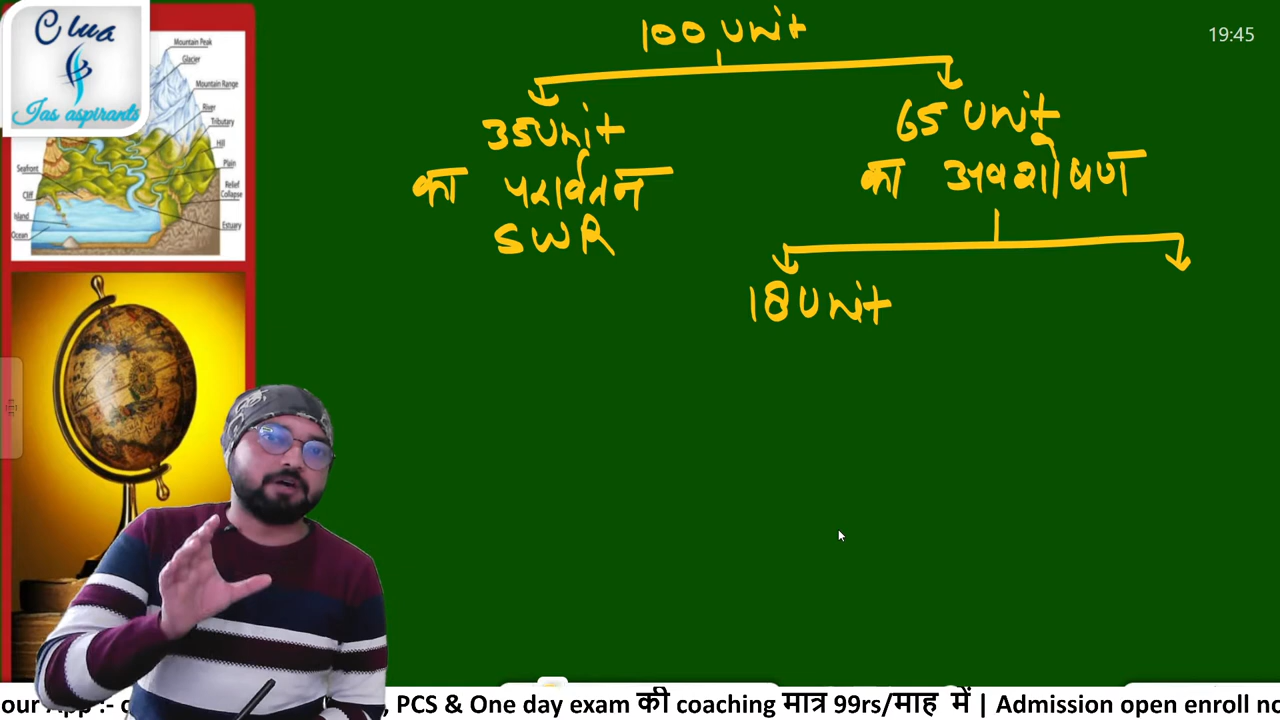 Clua
Ias aspirants
Mountain Peak
Glacier
Mountain Range
River
Tributary
Hill
Plain
Relief
Collapse
Estuary
Seafront
Cliff
Island
Ocean
19:45
100 Unit
35 Unit
का परावर्तन
SWR
65 Unit
का अवशोषण
18 Unit
our App :-
, PCS & One day exam की coaching मात्र 99rs/माह में | Admission open enroll